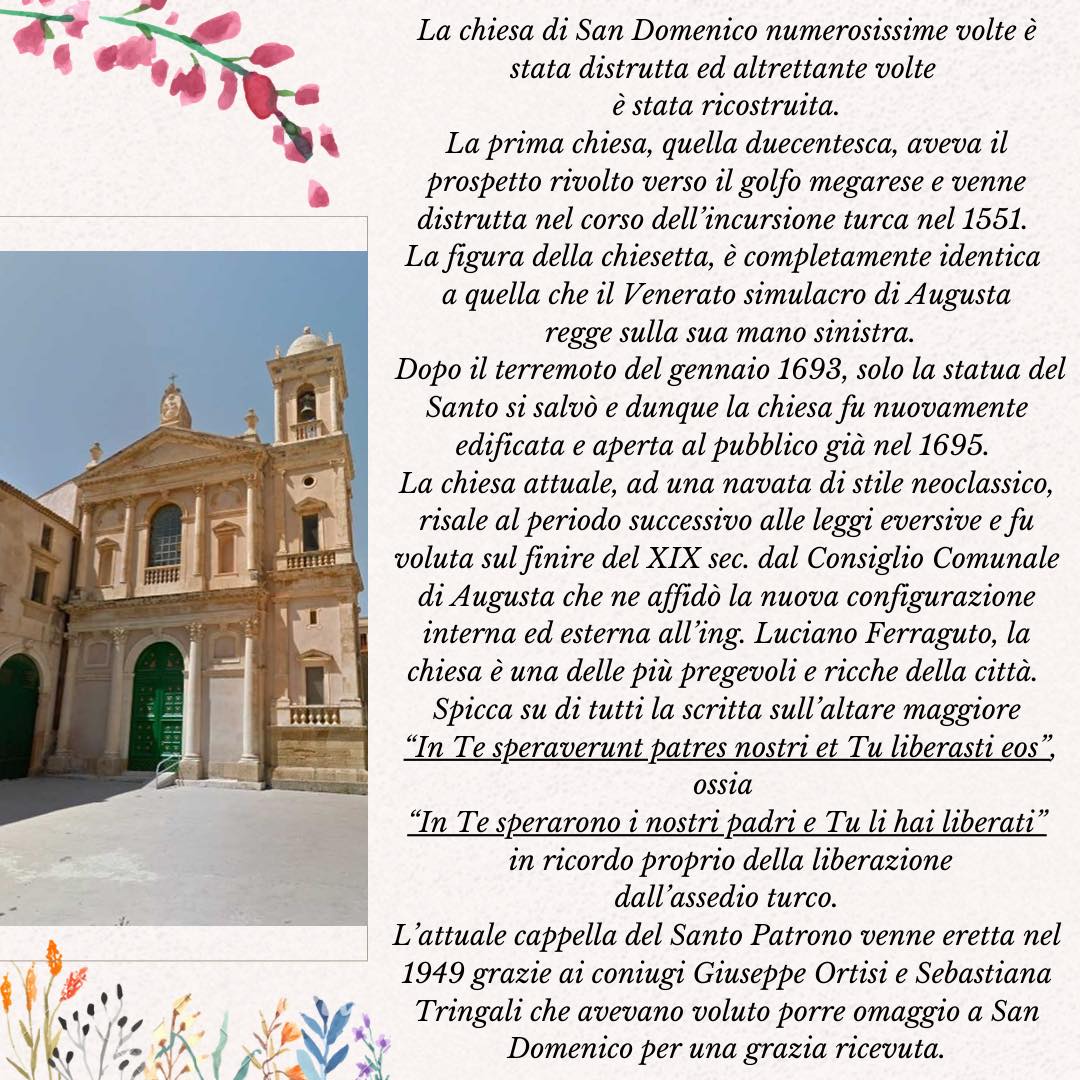 La chiesa di San Domenico numerosissime volte è
stata distrutta ed altrettante volte
è stata ricostruita.
La prima chiesa, quella duecentesca, aveva il
prospetto rivolto verso il golfo megarese e venne
distrutta nel corso dell’incursione turca nel 1551.
La figura della chiesetta, è completamente identica
a quella che il Venerato simulacro di Augusta
regge sulla sua mano sinistra.
Dopo il terremoto del gennaio 1693, solo la statua del
Santo si salvò e dunque la chiesa fu nuovamente
edificata e aperta al pubblico già nel 1695.
La chiesa attuale, ad una navata di stile neoclassico,
risale al periodo successivo alle leggi eversive e fu
voluta sul finire del XIX sec. dal Consiglio Comunale
di Augusta che ne affidò la nuova configurazione
interna ed esterna all’ing. Luciano Ferraguto, la
chiesa è una delle più pregevoli e ricche della città.
Spicca su di tutti la scritta sull’altare maggiore
“In Te speraverunt patres nostri et Tu liberasti eos”,
ossia
“In Te sperarono i nostri padri e Tu li hai liberati”
in ricordo proprio della liberazione
dall’assedio turco.
L’attuale cappella del Santo Patrono venne eretta nel
1949 grazie ai coniugi Giuseppe Ortisi e Sebastiana
Tringali che avevano voluto porre omaggio a San
Domenico per una grazia ricevuta.